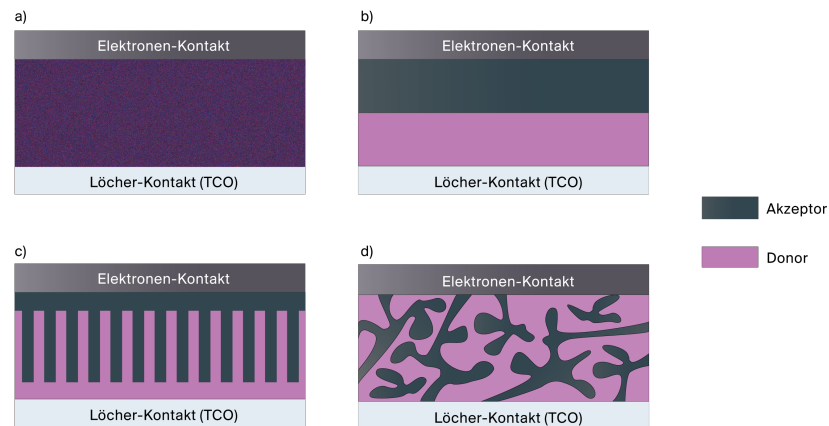 a)
Elektronen-Kontakt
Löcher-Kontakt (TCO)
b)
Elektronen-Kontakt
Löcher-Kontakt (TCO)
Akzeptor
Donor
c)
Elektronen-Kontakt
Löcher-Kontakt (TCO)
d)
Elektronen-Kontakt
Löcher-Kontakt (TCO)